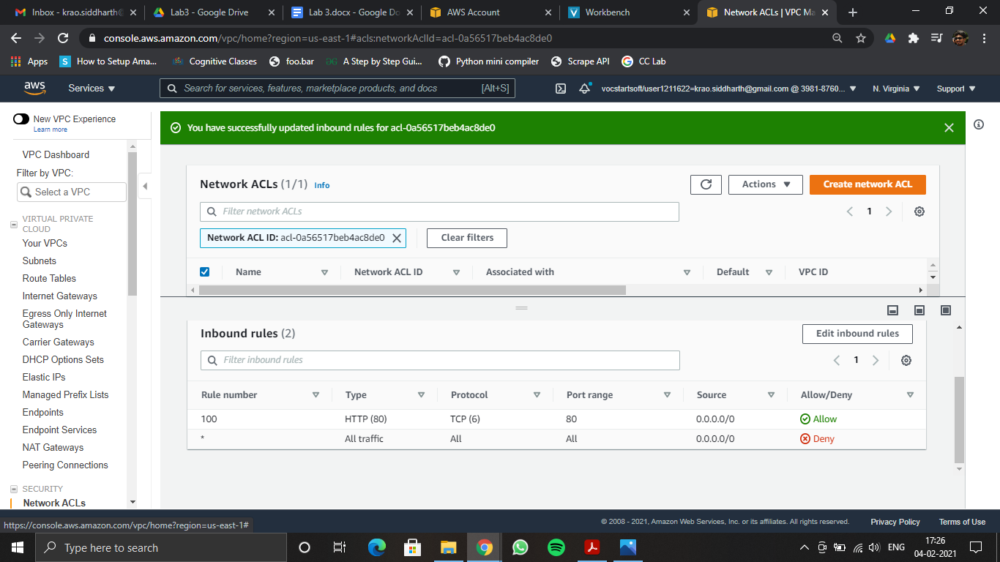 Inbox - krao.siddharth@
Lab3 - Google Drive
Lab 3.docx - Google Do
AWS Account
Workbench
Network ACLs | VPC Ma
console.aws.amazon.com/vpc/home?region=us-east-1#acls:networkAclId=acl-0a56517beb4ac8de0
Apps
How to Setup Ama...
Cognitive Classes
foo.bar
A Step by Step Gui...
Python mini compiler
Scrape API
CC Lab
aws
Services
Search for services, features, marketplace products, and docs
[Alt+S]
vocstartsoft/user1211622=krao.siddharth@gmail.com @ 3981-8760...
N. Virginia
Support
New VPC Experience
Learn more
VPC Dashboard
Filter by VPC:
Select a VPC
VIRTUAL PRIVATE
CLOUD
Your VPCs
Subnets
Route Tables
Internet Gateways
Egress Only Internet
Gateways
Carrier Gateways
DHCP Options Sets
Elastic IPs
Managed Prefix Lists
Endpoints
Endpoint Services
NAT Gateways
Peering Connections
SECURITY
Network ACLs
You have successfully updated inbound rules for acl-0a56517beb4ac8de0
Network ACLs (1/1) Info
Actions
Create network ACL
Filter network ACLs
1
Network ACL ID: acl-0a56517beb4ac8de0
Clear filters
Name Network ACL ID Associated with Default VPC ID
Inbound rules (2)
Edit inbound rules
Filter inbound rules
1
Rule number Type Protocol Port range Source Allow/Deny
100 HTTP (80) TCP (6) 80 0.0.0.0/0 Allow
* All traffic All All 0.0.0.0/0 Deny
https://console.aws.amazon.com/vpc/home?region=us-east-1#
© 2008 - 2021, Amazon Web Services, Inc. or its affiliates. All rights reserved.
Privacy Policy
Terms of Use
Type here to search
ENG
17:26
04-02-2021